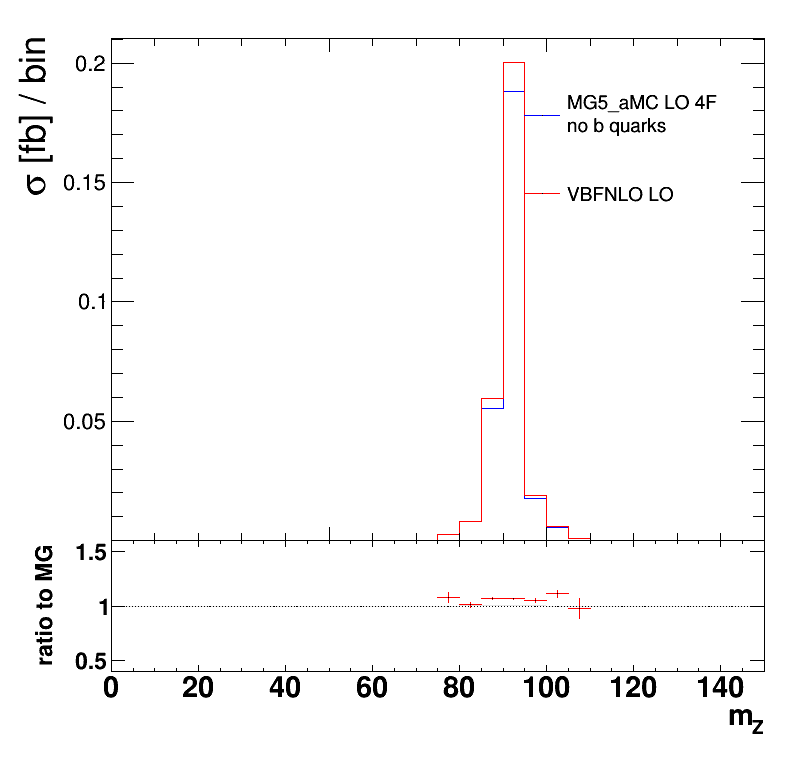 σ [fb] / bin
0.2
0.15
0.1
0.05
MG5_aMC LO 4F
no b quarks
VBFNLO LO
ratio to MG
1.5
1
0.5
0 20 40 60 80 100 120 140
m_Z